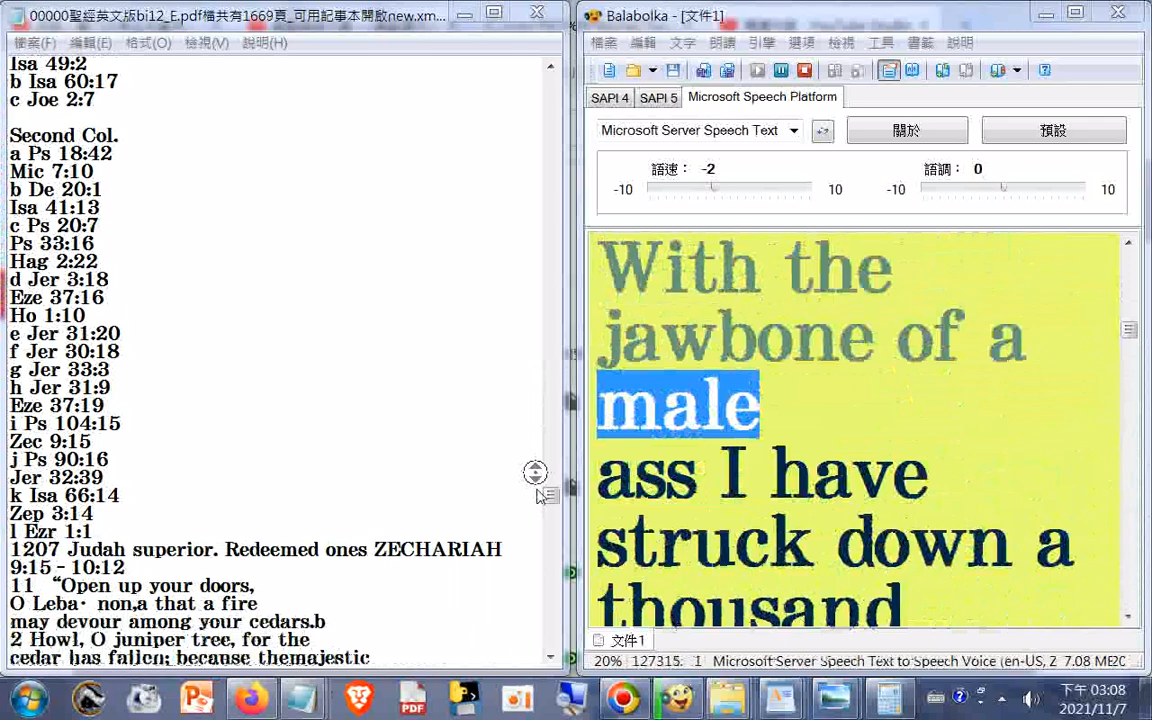 00000聖經英文版bi12_E.pdf檔共有1669頁_可用記事本開啟new.xm...
檔案(F) 編輯(E) 格式(O) 檢視(V) 說明(H)
Isa 49:2
b Isa 60:17
c Joe 2:7
Second Col.
a Ps 18:42
Mic 7:10
b De 20:1
Isa 41:13
c Ps 20:7
Ps 33:16
Hag 2:22
d Jer 3:18
Eze 37:16
Ho 1:10
e Jer 31:20
f Jer 30:18
g Jer 33:3
h Jer 31:9
Eze 37:19
i Ps 104:15
Zec 9:15
j Ps 90:16
Jer 32:39
k Isa 66:14
Zep 3:14
l Ezr 1:1
1207 Judah superior. Redeemed ones ZECHARIAH
9:15‐10:12
11 “Open up your doors,
O Leba· non,a that a fire
may devour among your cedars.b
2 Howl, O juniper tree, for the
cedar has fallen; because themajestic
Balabolka - [文件1]
檔案 編輯 文字 朗讀 引擎 選項 檢視 工具 書籤 說明
SAPI 4 SAPI 5 Microsoft Speech Platform
Microsoft Server Speech Text 關於 預設
語速： -2 語調： 0
-10 10 -10 10
With the
jawbone of a
male
ass I have
struck down a
thousand
文件1
20% 127315: 1 Microsoft Server Speech Text to Speech Voice (en-US, Z 7.08 ME2C
下午 03:08
2021/11/7